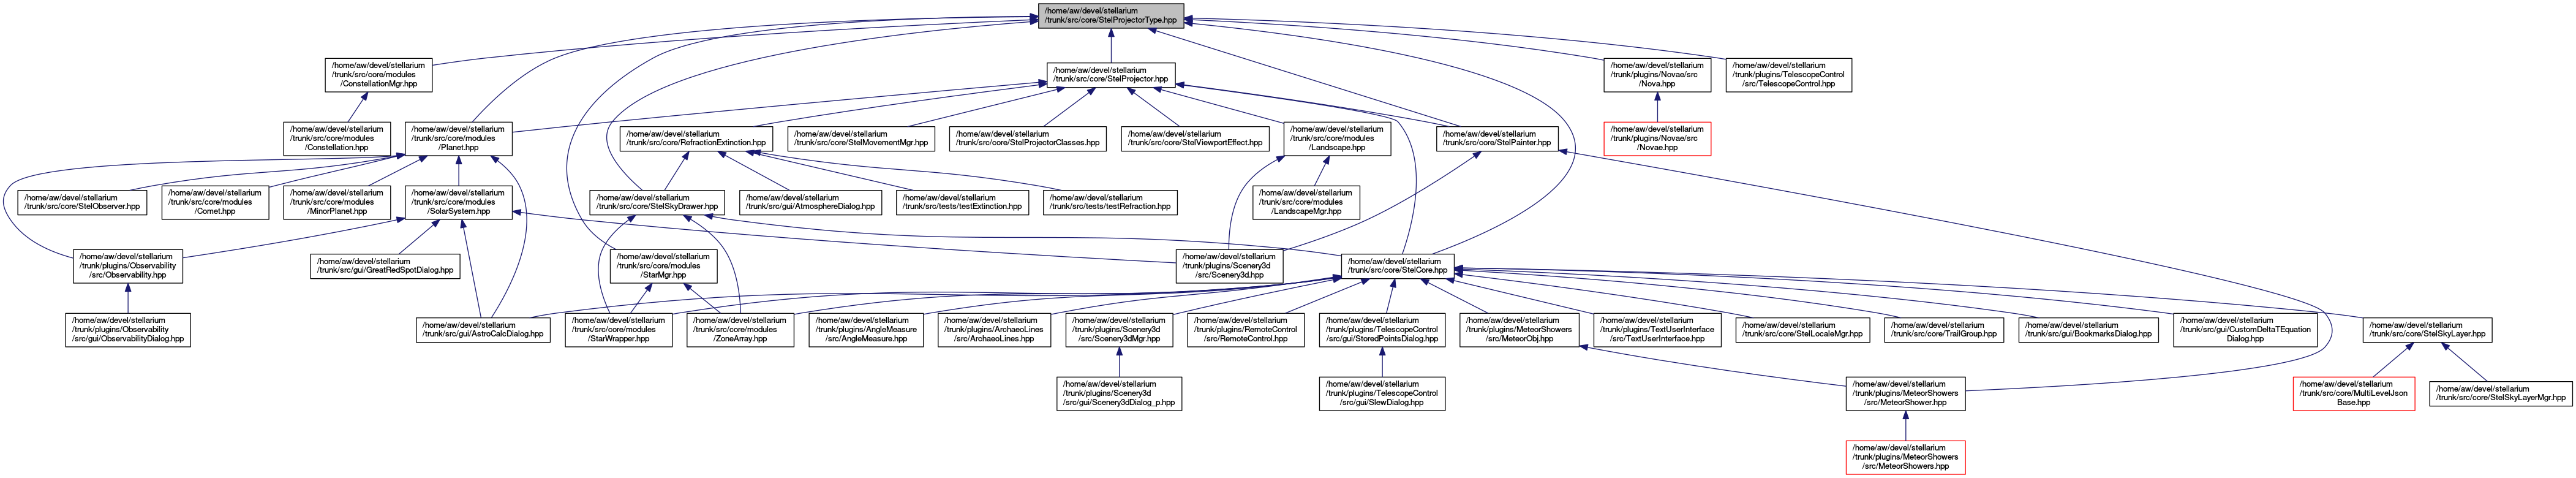 /home/aw/devel/stellarium
/trunk/src/core/StelProjectorType.hpp
/home/aw/devel/stellarium
/trunk/src/core/modules
/ConstellationMgr.hpp
/home/aw/devel/stellarium
/trunk/src/core/StelProjector.hpp
/home/aw/devel/stellarium
/trunk/plugins/Novae/src
/Nova.hpp
/home/aw/devel/stellarium
/trunk/plugins/TelescopeControl
/src/TelescopeControl.hpp
/home/aw/devel/stellarium
/trunk/src/core/modules
/Constellation.hpp
/home/aw/devel/stellarium
/trunk/src/core/modules
/Planet.hpp
/home/aw/devel/stellarium
/trunk/src/core/RefractionExtinction.hpp
/home/aw/devel/stellarium
/trunk/src/core/StelMovementMgr.hpp
/home/aw/devel/stellarium
/trunk/src/core/StelProjectorClasses.hpp
/home/aw/devel/stellarium
/trunk/src/core/StelViewportEffect.hpp
/home/aw/devel/stellarium
/trunk/src/core/modules
/Landscape.hpp
/home/aw/devel/stellarium
/trunk/src/core/StelPainter.hpp
/home/aw/devel/stellarium
/trunk/plugins/Novae/src
/Novae.hpp
/home/aw/devel/stellarium
/trunk/src/core/StelObserver.hpp
/home/aw/devel/stellarium
/trunk/src/core/modules
/Comet.hpp
/home/aw/devel/stellarium
/trunk/src/core/modules
/MinorPlanet.hpp
/home/aw/devel/stellarium
/trunk/src/core/modules
/SolarSystem.hpp
/home/aw/devel/stellarium
/trunk/src/core/StelSkyDrawer.hpp
/home/aw/devel/stellarium
/trunk/src/gui/AtmosphereDialog.hpp
/home/aw/devel/stellarium
/trunk/src/tests/testExtinction.hpp
/home/aw/devel/stellarium
/trunk/src/tests/testRefraction.hpp
/home/aw/devel/stellarium
/trunk/src/core/modules
/LandscapeMgr.hpp
/home/aw/devel/stellarium
/trunk/plugins/Observability
/src/Observability.hpp
/home/aw/devel/stellarium
/trunk/src/gui/GreatRedSpotDialog.hpp
/home/aw/devel/stellarium
/trunk/src/core/modules
/StarMgr.hpp
/home/aw/devel/stellarium
/trunk/plugins/Scenery3d
/src/Scenery3d.hpp
/home/aw/devel/stellarium
/trunk/src/core/StelCore.hpp
/home/aw/devel/stellarium
/trunk/plugins/Observability
/src/gui/ObservabilityDialog.hpp
/home/aw/devel/stellarium
/trunk/src/gui/AstroCalcDialog.hpp
/home/aw/devel/stellarium
/trunk/src/core/modules
/StarWrapper.hpp
/home/aw/devel/stellarium
/trunk/src/core/modules
/ZoneArray.hpp
/home/aw/devel/stellarium
/trunk/plugins/AngleMeasure
/src/AngleMeasure.hpp
/home/aw/devel/stellarium
/trunk/plugins/ArchaeoLines
/src/ArchaeoLines.hpp
/home/aw/devel/stellarium
/trunk/plugins/Scenery3d
/src/Scenery3dMgr.hpp
/home/aw/devel/stellarium
/trunk/plugins/RemoteControl
/src/RemoteControl.hpp
/home/aw/devel/stellarium
/trunk/plugins/TelescopeControl
/src/gui/StoredPointsDialog.hpp
/home/aw/devel/stellarium
/trunk/plugins/MeteorShowers
/src/MeteorObj.hpp
/home/aw/devel/stellarium
/trunk/plugins/TextUserInterface
/src/TextUserInterface.hpp
/home/aw/devel/stellarium
/trunk/src/core/StelLocaleMgr.hpp
/home/aw/devel/stellarium
/trunk/src/core/TrailGroup.hpp
/home/aw/devel/stellarium
/trunk/src/gui/BookmarksDialog.hpp
/home/aw/devel/stellarium
/trunk/src/gui/CustomDeltaTEquation
Dialog.hpp
/home/aw/devel/stellarium
/trunk/src/core/StelSkyLayer.hpp
/home/aw/devel/stellarium
/trunk/plugins/Scenery3d
/src/gui/Scenery3dDialog_p.hpp
/home/aw/devel/stellarium
/trunk/plugins/TelescopeControl
/src/gui/SlewDialog.hpp
/home/aw/devel/stellarium
/trunk/plugins/MeteorShowers
/src/MeteorShower.hpp
/home/aw/devel/stellarium
/trunk/src/core/MultiLevelJson
Base.hpp
/home/aw/devel/stellarium
/trunk/src/core/StelSkyLayerMgr.hpp
/home/aw/devel/stellarium
/trunk/plugins/MeteorShowers
/src/MeteorShowers.hpp